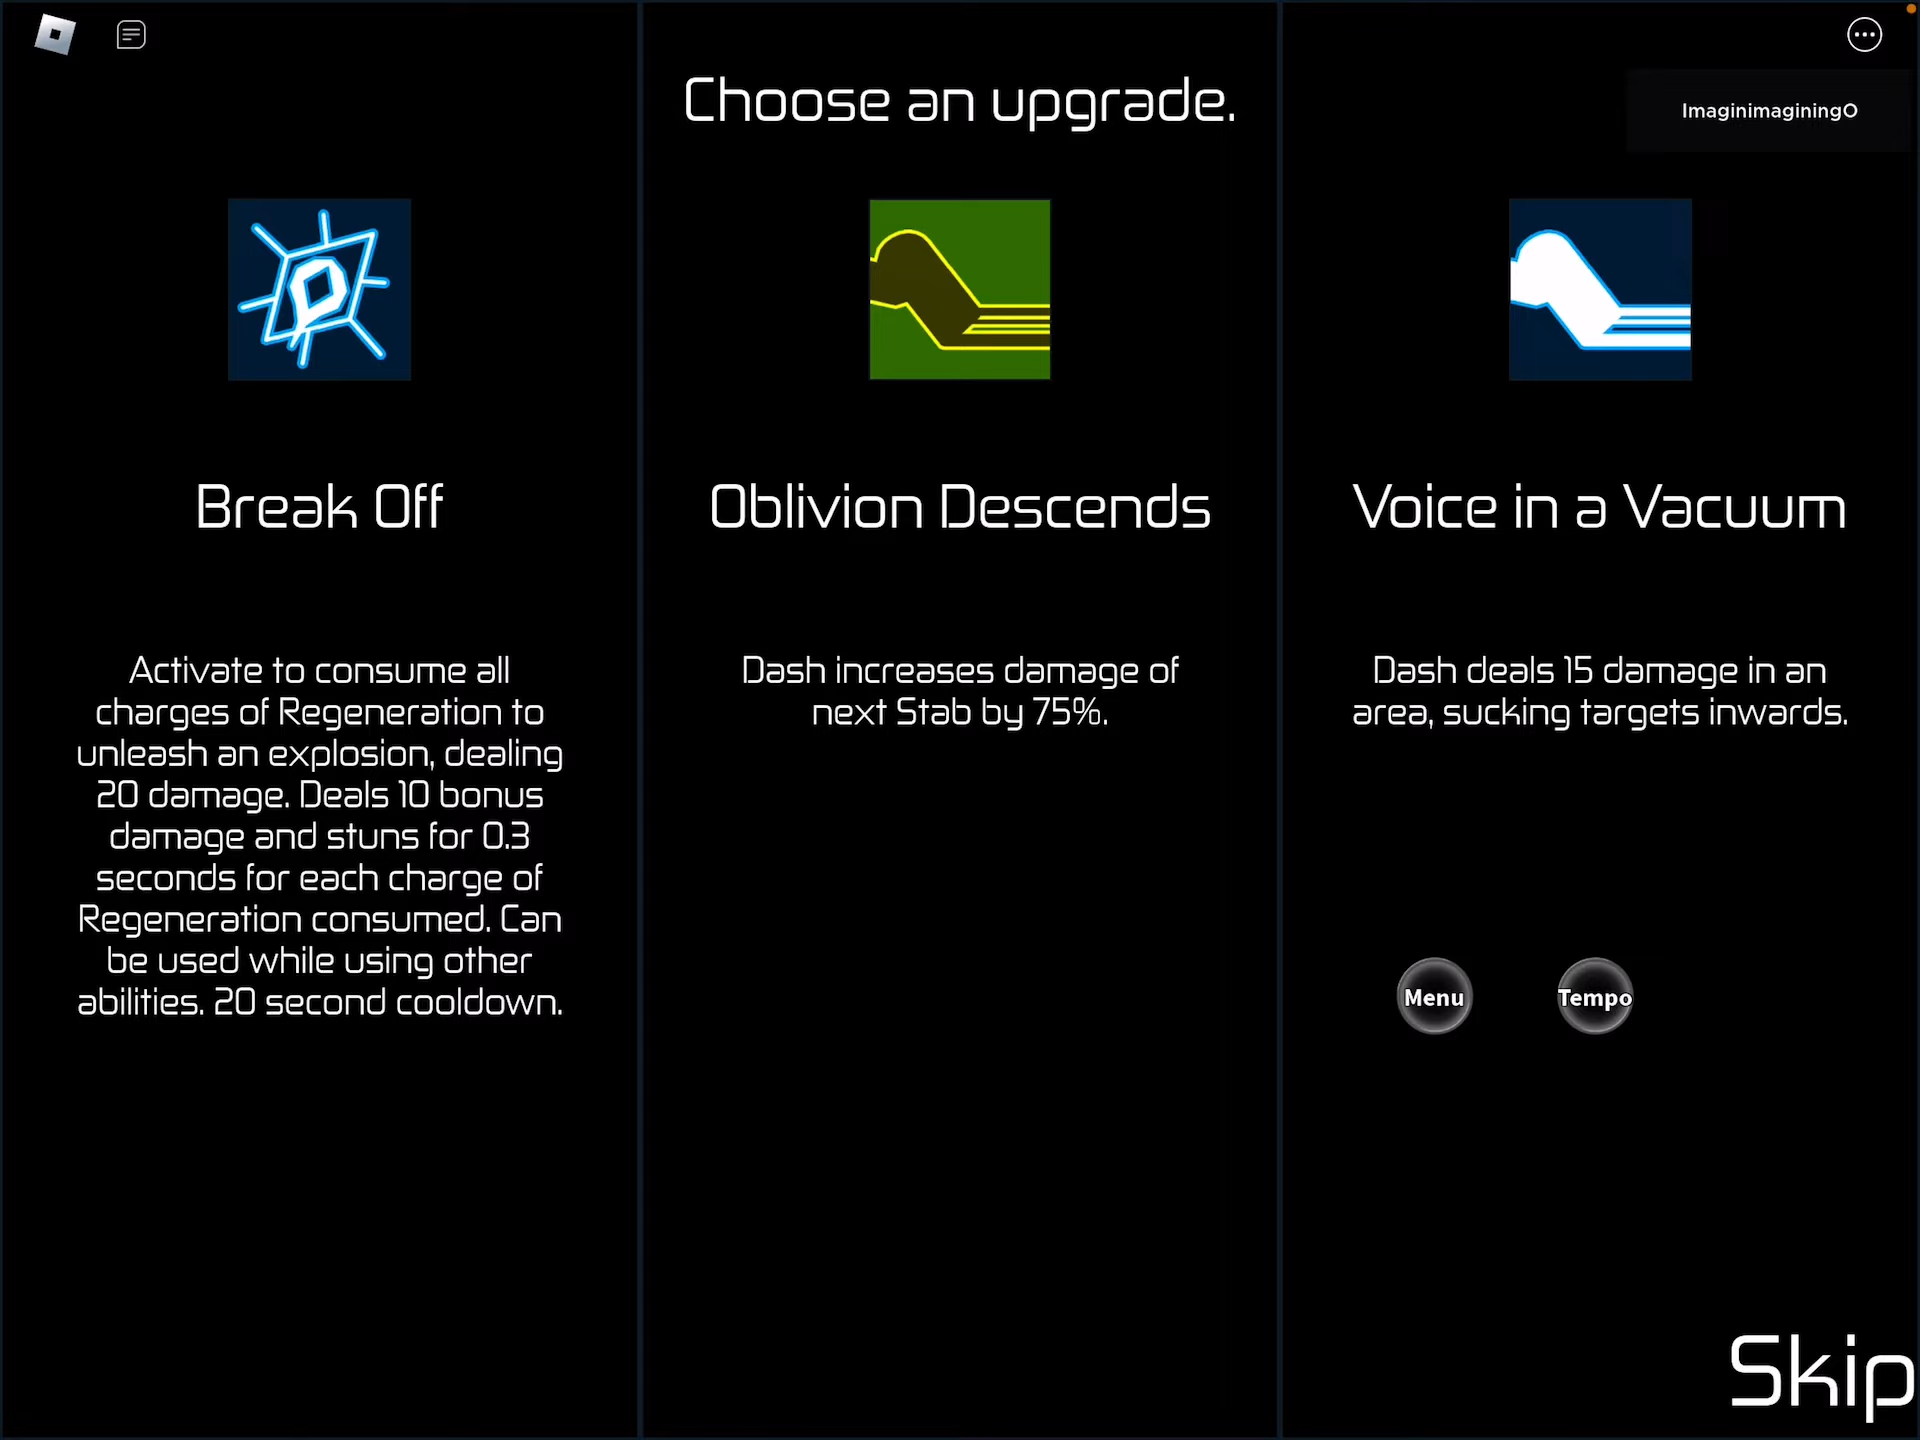 Choose an upgrade.
ImaginimaginingO
Break Off
Activate to consume all
charges of Regeneration to
unleash an explosion, dealing
20 damage. Deals 10 bonus
damage and stuns for 0.3
seconds for each charge of
Regeneration consumed. Can
be used while using other
abilities. 20 second cooldown.
Oblivion Descends
Dash increases damage of
next Stab by 75%.
Voice in a Vacuum
Dash deals 15 damage in an
area, sucking targets inwards.
Menu
Tempo
Skip